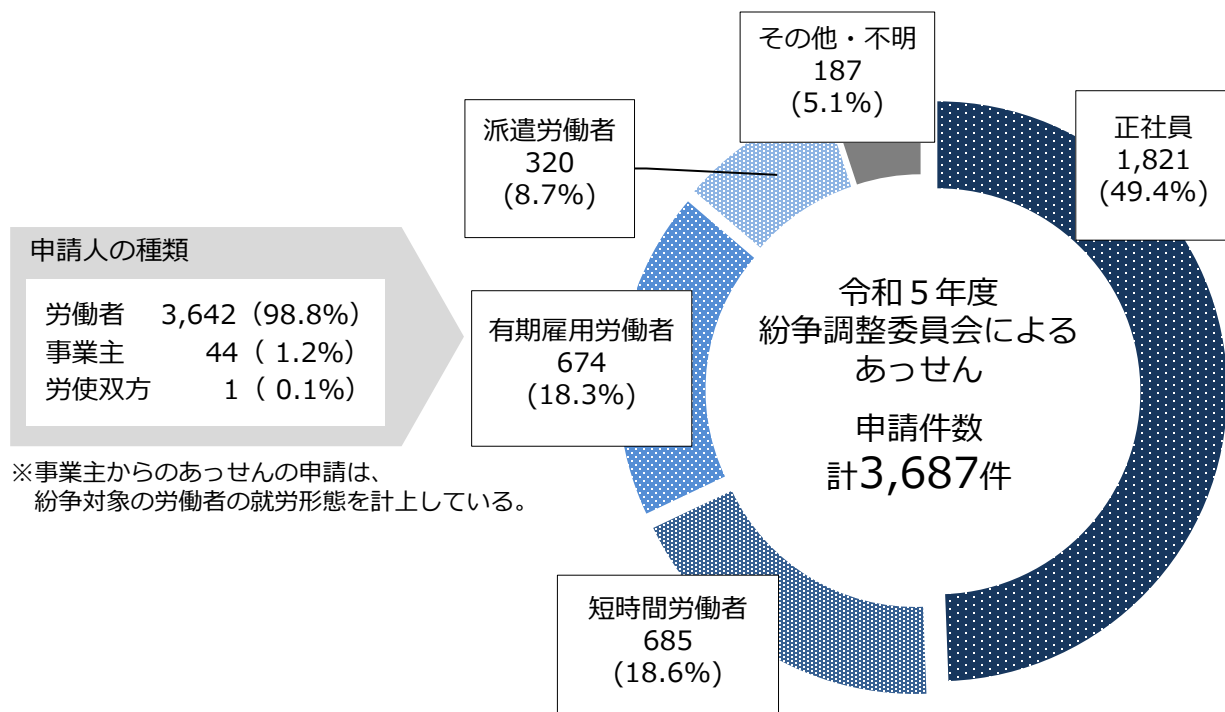 その他・不明
187
(5.1%)
派遣労働者
320
(8.7%)
正社員
1,821
(49.4%)
申請人の種類
労働者 3,642 (98.8%)
事業主 44 ( 1.2%)
労使双方 1 ( 0.1%)
有期雇用労働者
674
(18.3%)
令和5年度
紛争調整委員会による
あっせん
申請件数
計3,687件
※事業主からのあっせんの申請は、
紛争対象の労働者の就労形態を計上している。
短時間労働者
685
(18.6%)